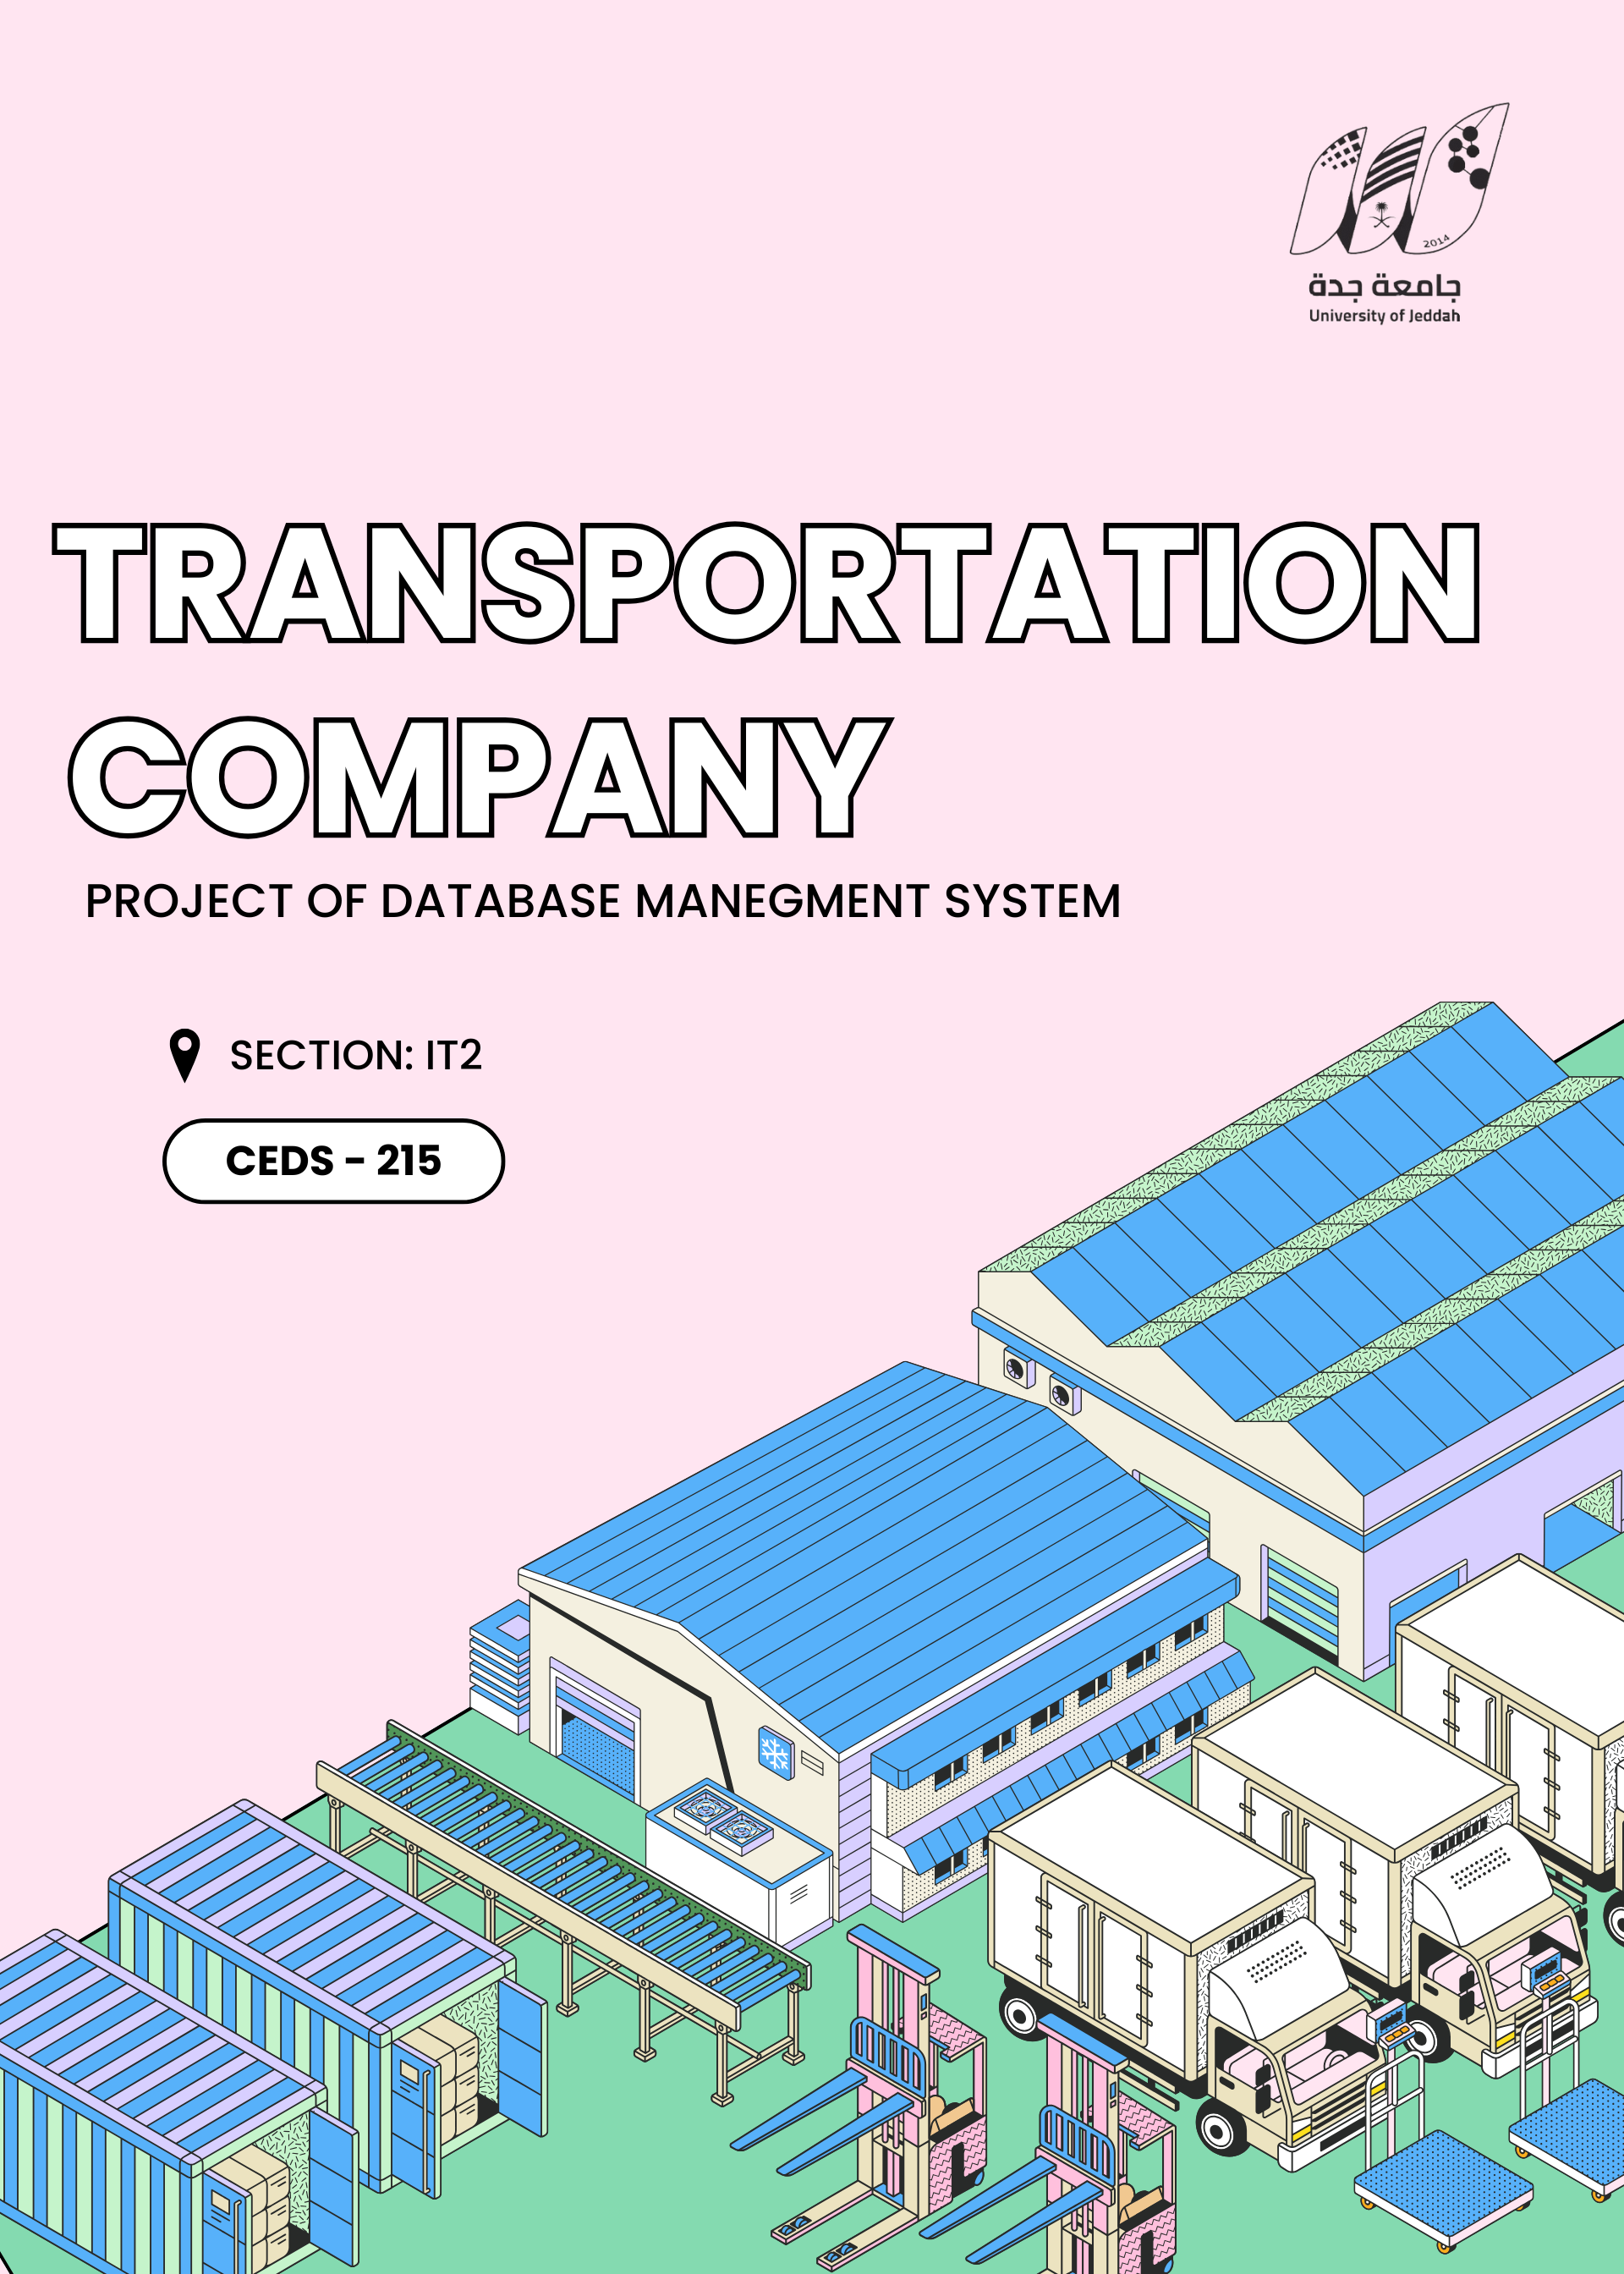 2014
جامعة جدة
University of Jeddah
TRANSPORTATION
COMPANY
PROJECT OF DATABASE MANEGMENT SYSTEM
SECTION: IT2
CEDS - 215